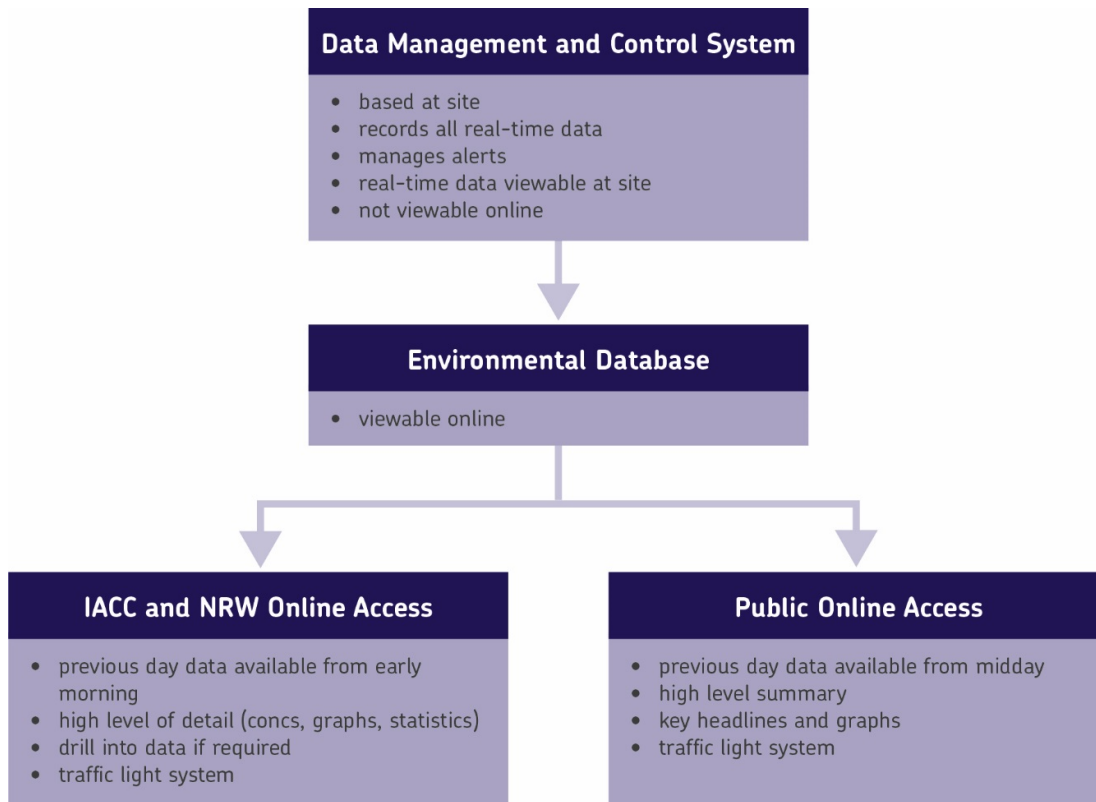 Data Management and Control System
• based at site
• records all real-time data
• manages alerts
• real-time data viewable at site
• not viewable online
Environmental Database
• viewable online
IACC and NRW Online Access
• previous day data available from early
morning
• high level of detail (concs, graphs, statistics)
• drill into data if required
• traffic light system
Public Online Access
• previous day data available from midday
• high level summary
• key headlines and graphs
• traffic light system